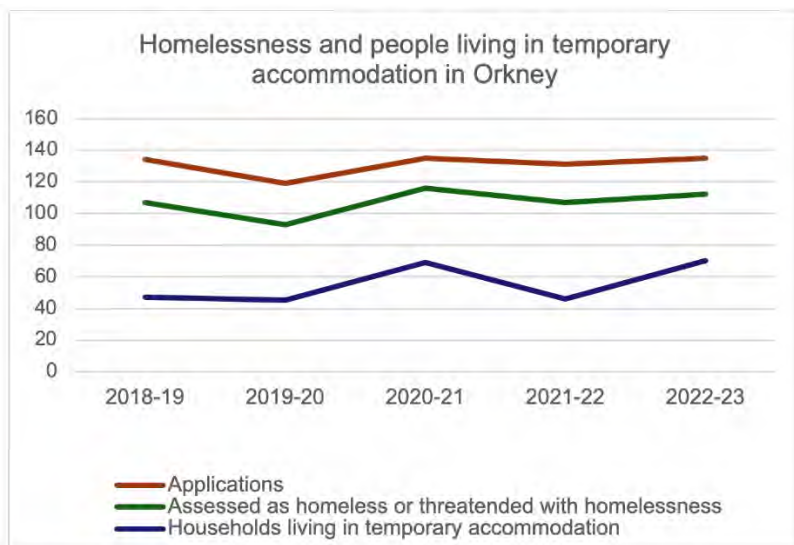 Homelessness and people living in temporary
accommodation in Orkney
160
140
120
100
80
60
40
20
0
2018-19 2019-20 2020-21 2021-22 2022-23
Applications
Assessed as homeless or threatended with homelessness
Households living in temporary accommodation